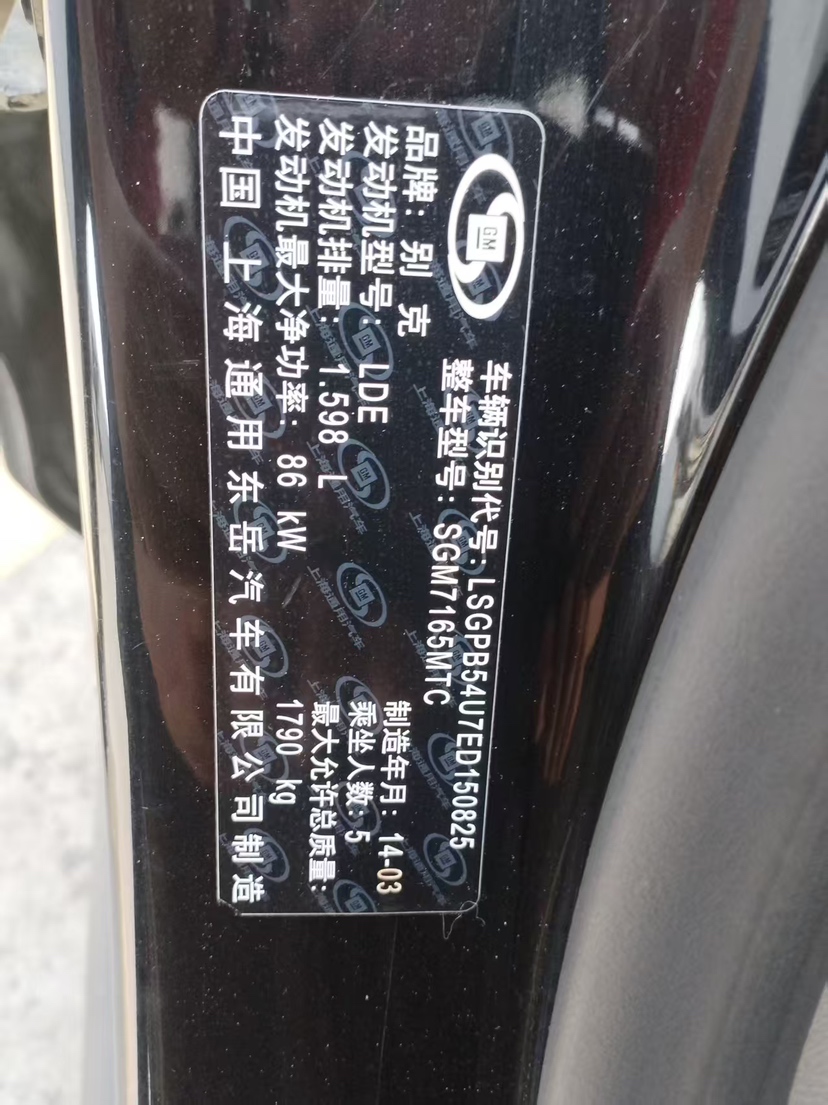 GM
车辆识别代号: LSGPB54U7ED150825
整车型号: SGM7165MTC
品牌: 别克
制造年月: 14-03
发动机型号: LDE
乘坐人数: 5
发动机排量: 1.598 L
最大允许总质量:
发动机最大净功率: 86 kW
1790 kg
中国 上海通用东岳汽车有限公司制造